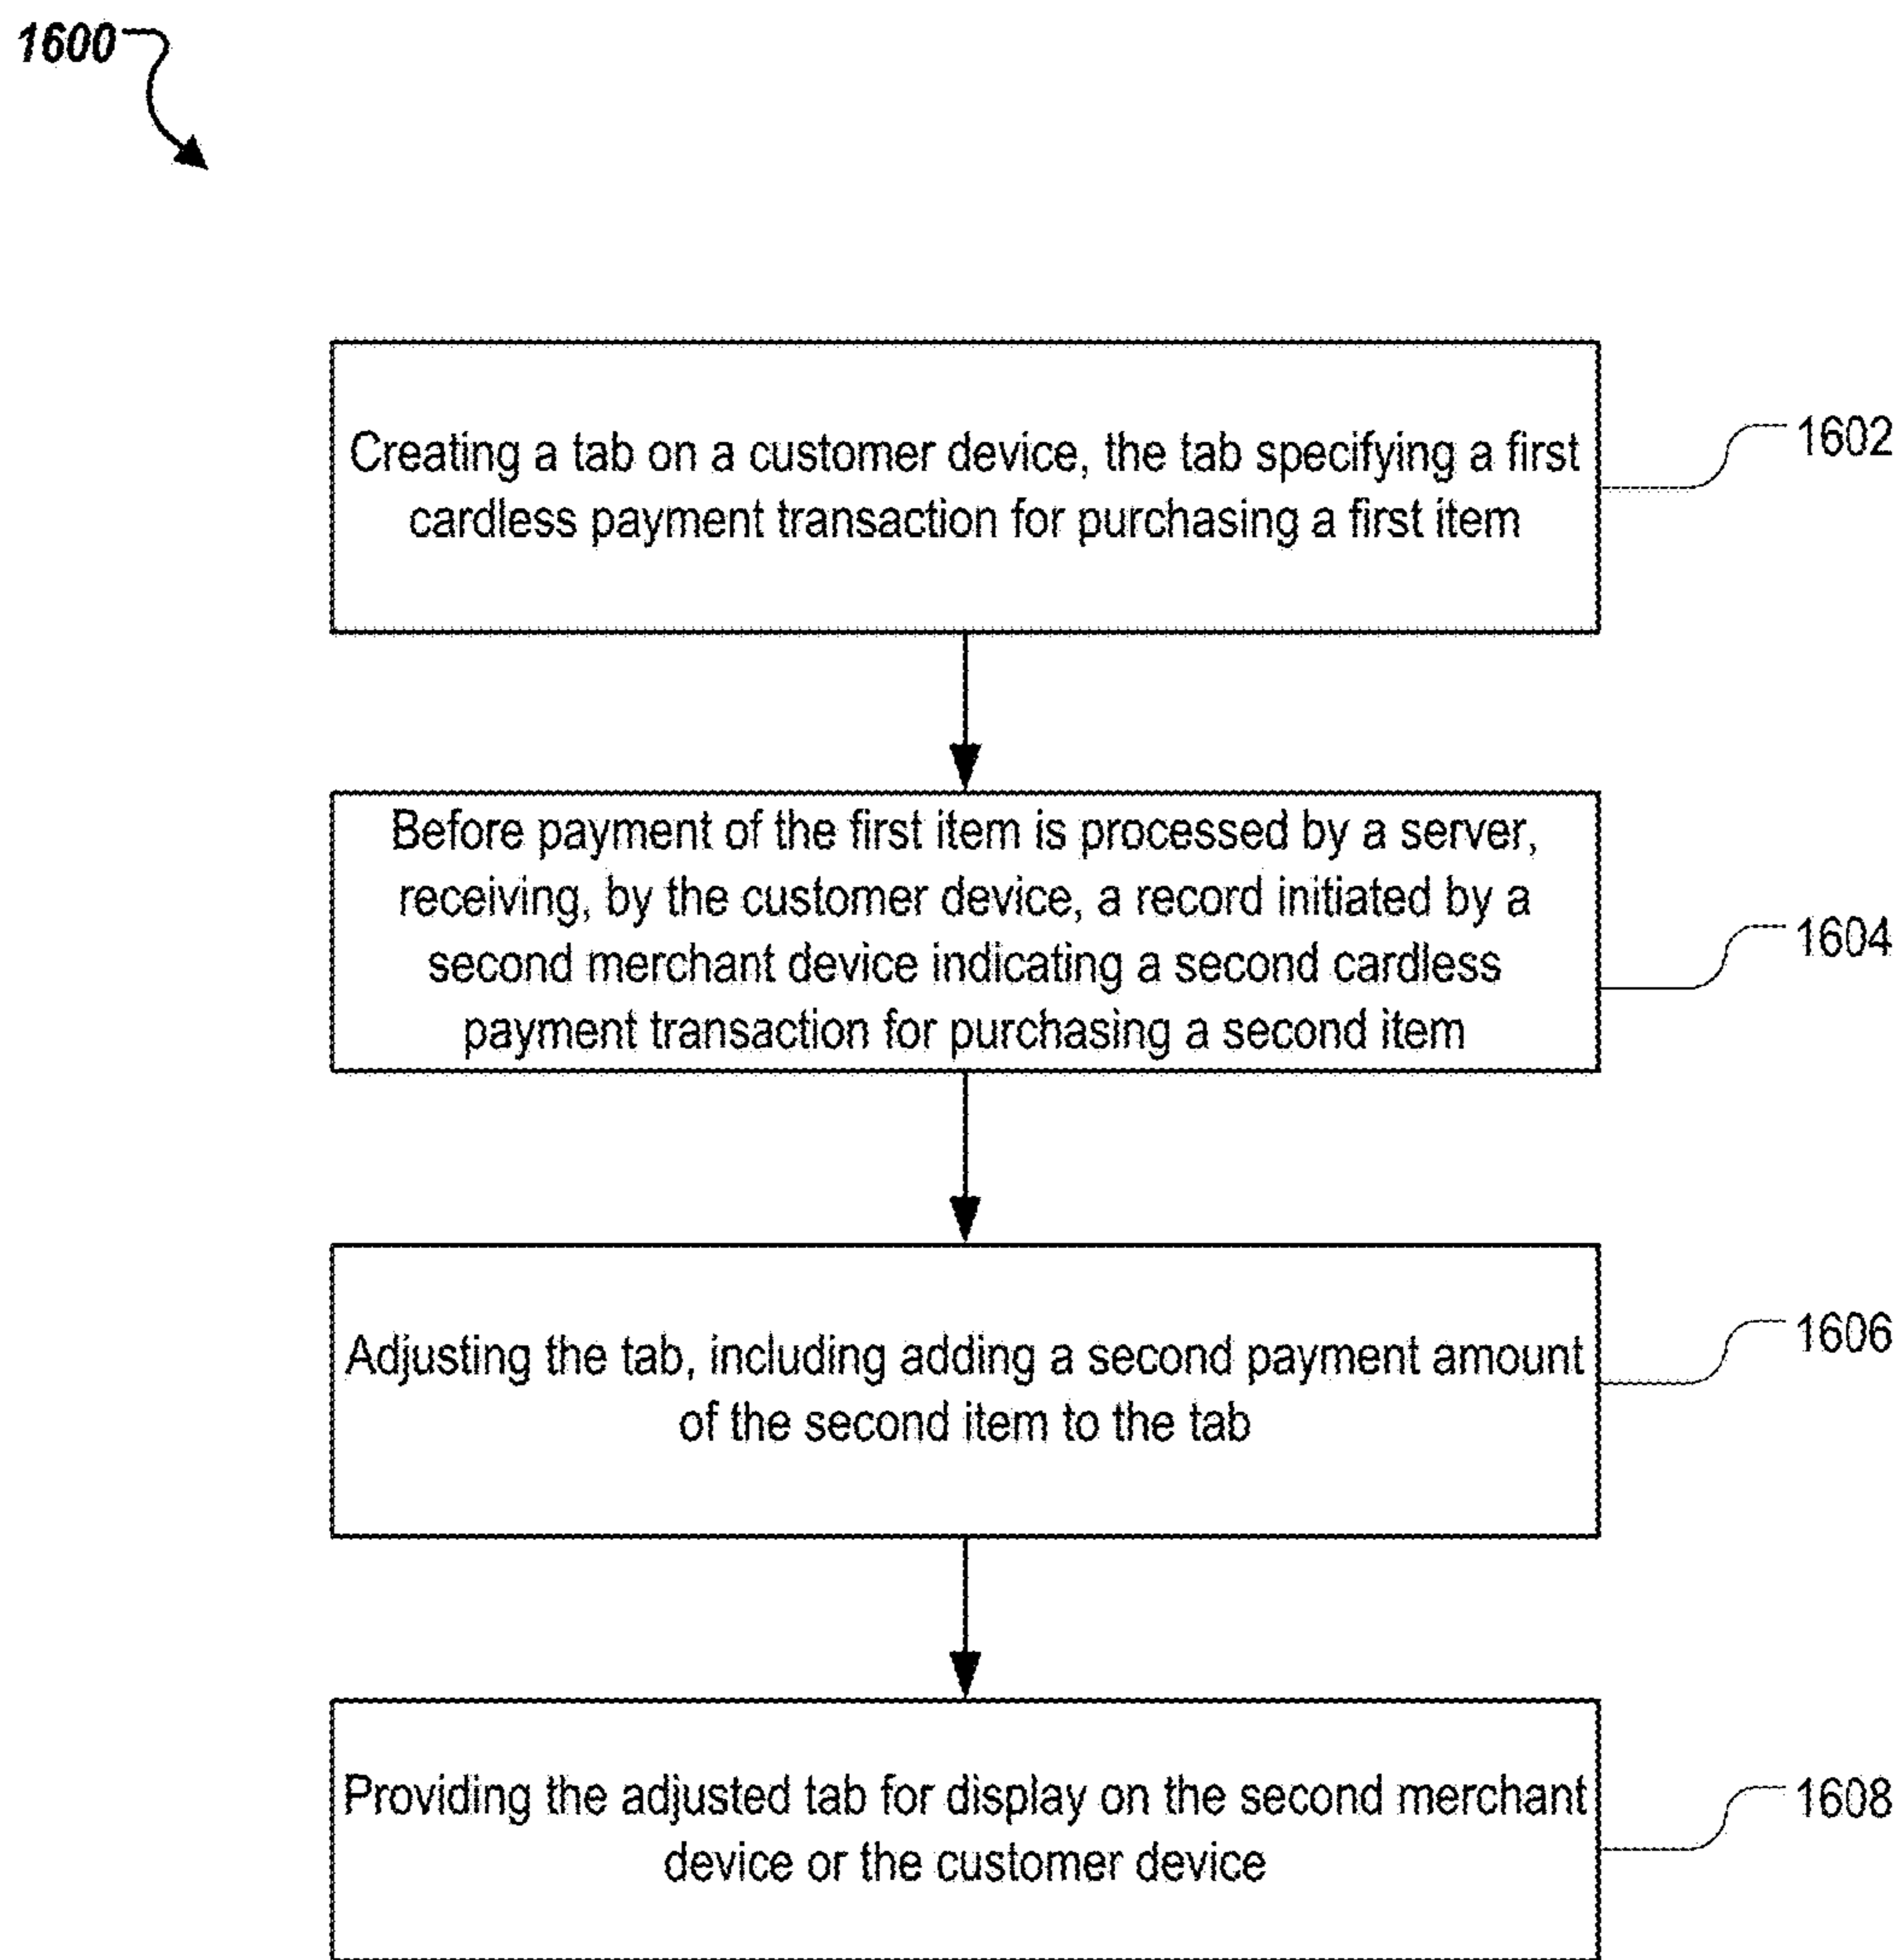 1600
Creating a tab on a customer device, the tab specifying a first
cardless payment transaction for purchasing a first item
1602
Before payment of the first item is processed by a server,
receiving, by the customer device, a record initiated by a
second merchant device indicating a second cardless
payment transaction for purchasing a second item
1604
Adjusting the tab, including adding a second payment amount
of the second item to the tab
1606
Providing the adjusted tab for display on the second merchant
device or the customer device
1608